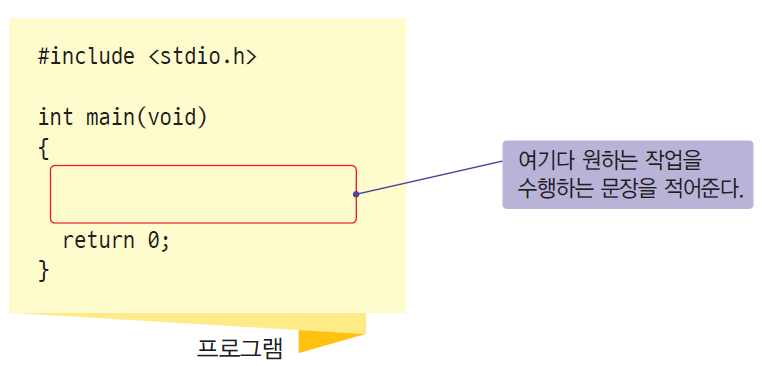 #include <stdio.h>
int main(void)
{
여기다 원하는 작업을
수행하는 문장을 적어준다.
return 0;
}
프로그램